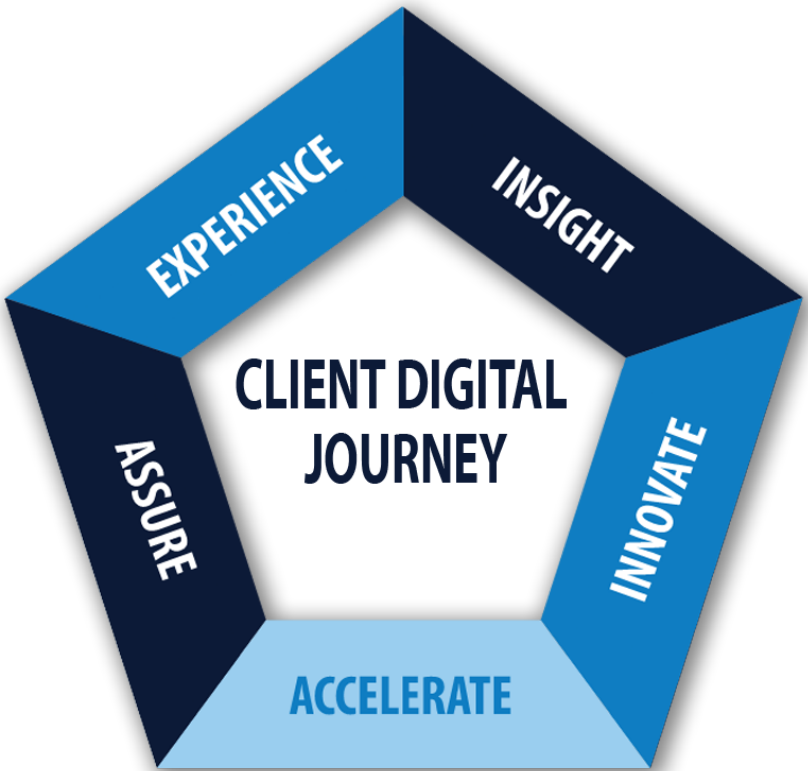 EXPERIENCE
INSIGHT
CLIENT DIGITAL
JOURNEY
ASSURE
INNOVATE
ACCELERATE